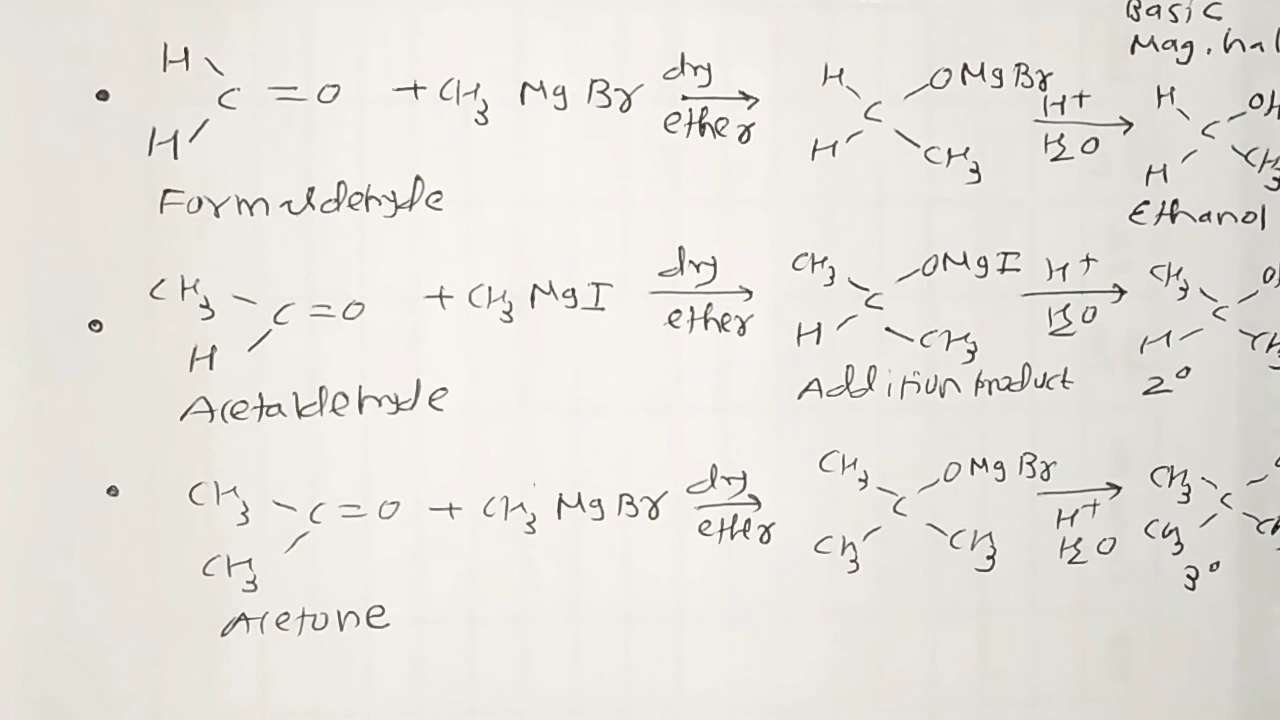 Basic
Mag. hal
• H
C = O + CH3 MgBr dry ether → H C OMgBr H+ H2O → H C OH
H H CH3 H CH3
Formaldehyde Ethanol
• CH3 - C = O + CH3 MgI dry ether → CH3 C OMgI H+ H2O → CH3 C O
H H CH3 H CH
Acetaldehyde Addition product 2°
• CH3 - C = O + CH3 MgBr dry ether → CH3 C OMgBr H+ H2O → CH3 C
CH3 CH3 CH3 CH3
Acetone 3°